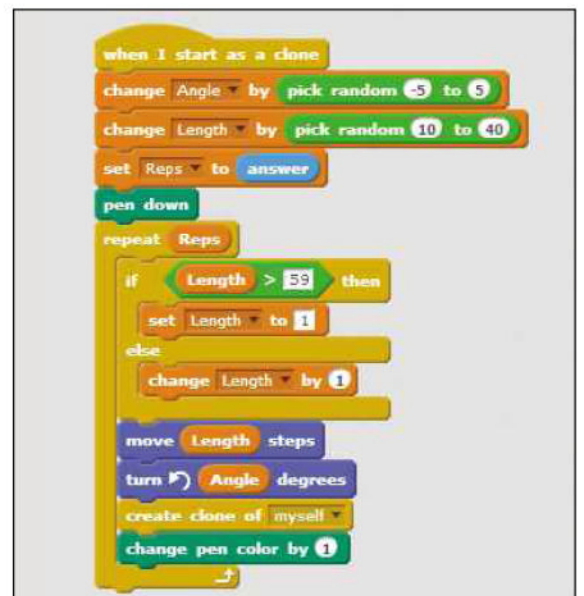 when I start as a clone
change Angle by pick random -5 to 5
change Length by pick random 10 to 40
set Reps to answer
pen down
repeat Reps
if Length > 59 then
set Length to 1
else
change Length by 1
move Length steps
turn Angle degrees
create clone of myself
change pen color by 1